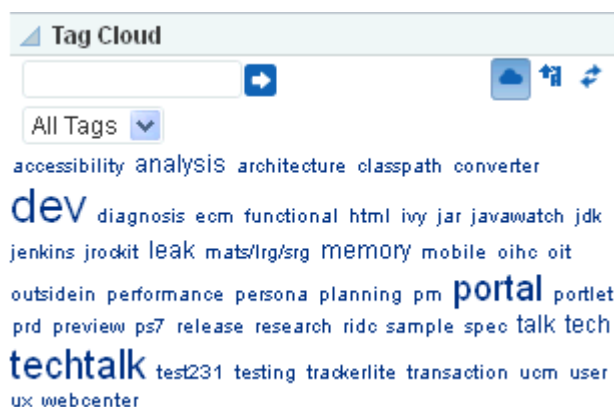 Tag Cloud
All Tags
accessibility analysis architecture classpath converter
dev diagnosis ecm functional html ivy jar javawatch jdk
jenkins jrockit leak mats/lrg/srg memory mobile oihc oit
outsidein performance persona planning pm portal portlet
prd preview ps7 release research ridc sample spec talk tech
techtalk test231 testing trackerlite transaction ucm user
ux webcenter